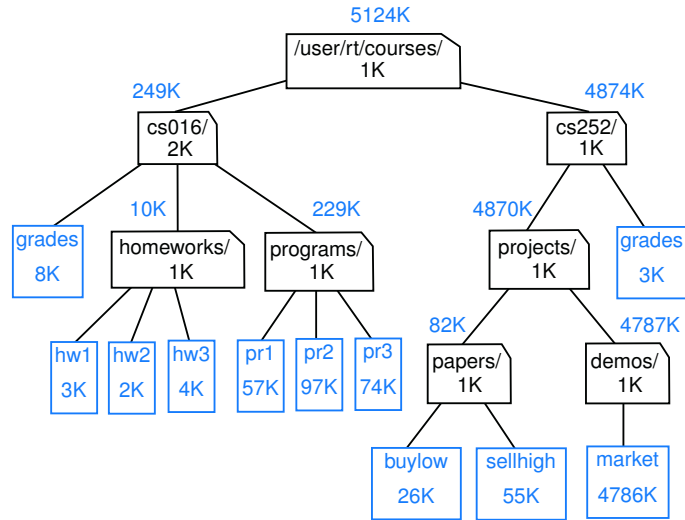 5124K
/user/rt/courses/
1K
249K
4874K
cs016/
2K
cs252/
1K
10K
229K
4870K
grades
8K
homeworks/
1K
programs/
1K
projects/
1K
grades
3K
82K
4787K
hw1
3K
hw2
2K
hw3
4K
pr1
57K
pr2
97K
pr3
74K
papers/
1K
demos/
1K
buylow
26K
sellhigh
55K
market
4786K